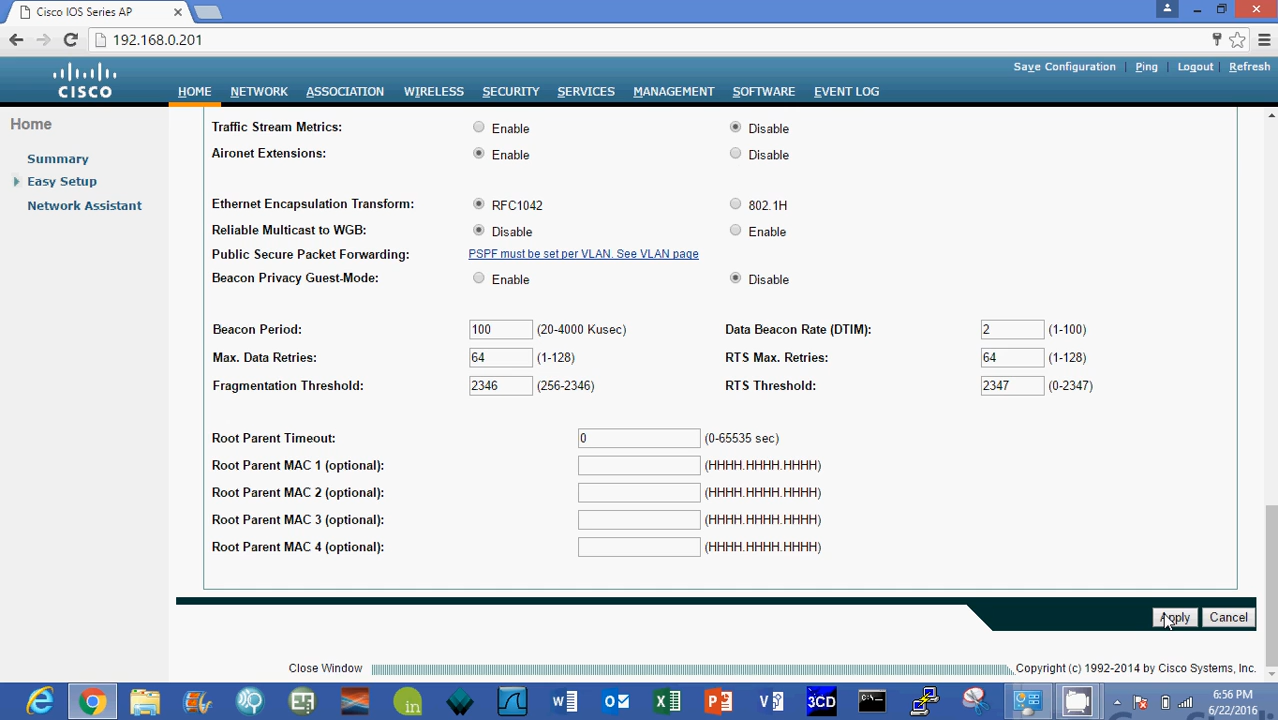 Cisco IOS Series AP
192.168.0.201
Save Configuration | Ping | Logout | Refresh
CISCO
HOME NETWORK ASSOCIATION WIRELESS SECURITY SERVICES MANAGEMENT SOFTWARE EVENT LOG
Home
Summary
Easy Setup
Network Assistant
Traffic Stream Metrics: Enable Disable
Aironet Extensions: Enable Disable
Ethernet Encapsulation Transform: RFC1042 802.1H
Reliable Multicast to WGB: Disable Enable
Public Secure Packet Forwarding: PSPF must be set per VLAN. See VLAN page
Beacon Privacy Guest-Mode: Enable Disable
Beacon Period: 100 (20-4000 Kusec) Data Beacon Rate (DTIM): 2 (1-100)
Max. Data Retries: 64 (1-128) RTS Max. Retries: 64 (1-128)
Fragmentation Threshold: 2346 (256-2346) RTS Threshold: 2347 (0-2347)
Root Parent Timeout: 0 (0-65535 sec)
Root Parent MAC 1 (optional): (HHHH.HHHH.HHHH)
Root Parent MAC 2 (optional): (HHHH.HHHH.HHHH)
Root Parent MAC 3 (optional): (HHHH.HHHH.HHHH)
Root Parent MAC 4 (optional): (HHHH.HHHH.HHHH)
Apply Cancel
Close Window Copyright (c) 1992-2014 by Cisco Systems, Inc.
in 3CD
6:56 PM
6/22/2016